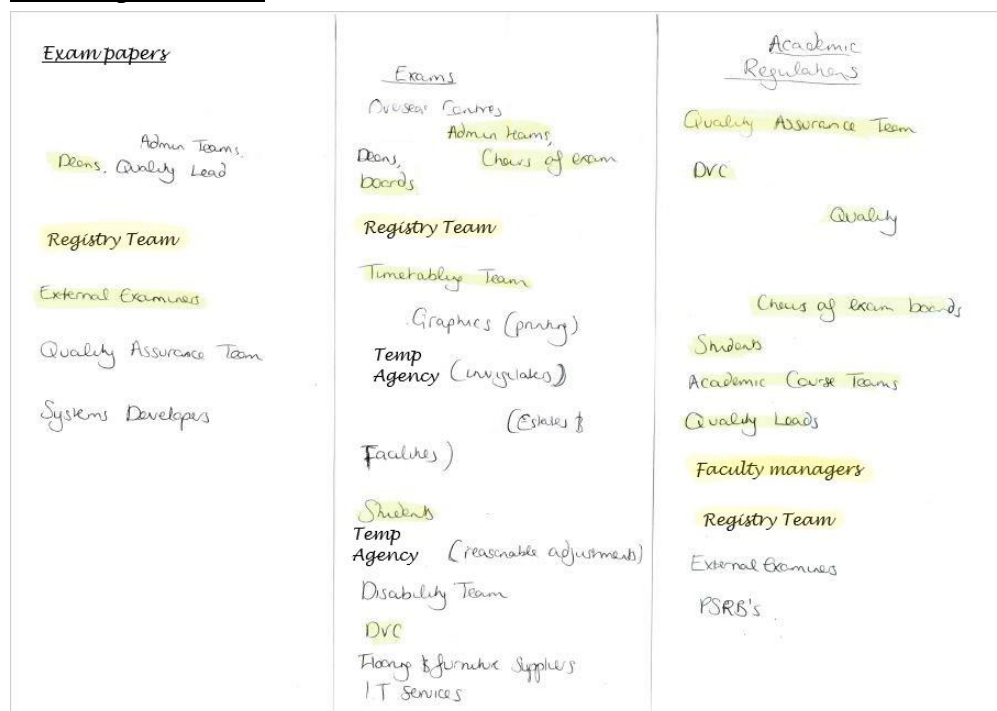 Exam papers
Admin Teams,
Deans, Quality Lead
Registry Team
External Examiners
Quality Assurance Team
Systems Developers
Exams
Overseas Centres
Admin teams,
Deans, Chairs of exam
boards
Registry Team
Timetabling Team
Graphics (printing)
Temp
Agency (invigilators)
(Estates &
Facilities)
Students
Temp
Agency (reasonable adjustments)
Disability Team
DVC
& furniture Suppliers
IT Services
Academic
Regulations
Quality Assurance Team
DVC
Quality
Chairs of exam boards
Students
Academic Course Teams
Quality Leads
Faculty managers
Registry Team
External Examiners
PSRB's